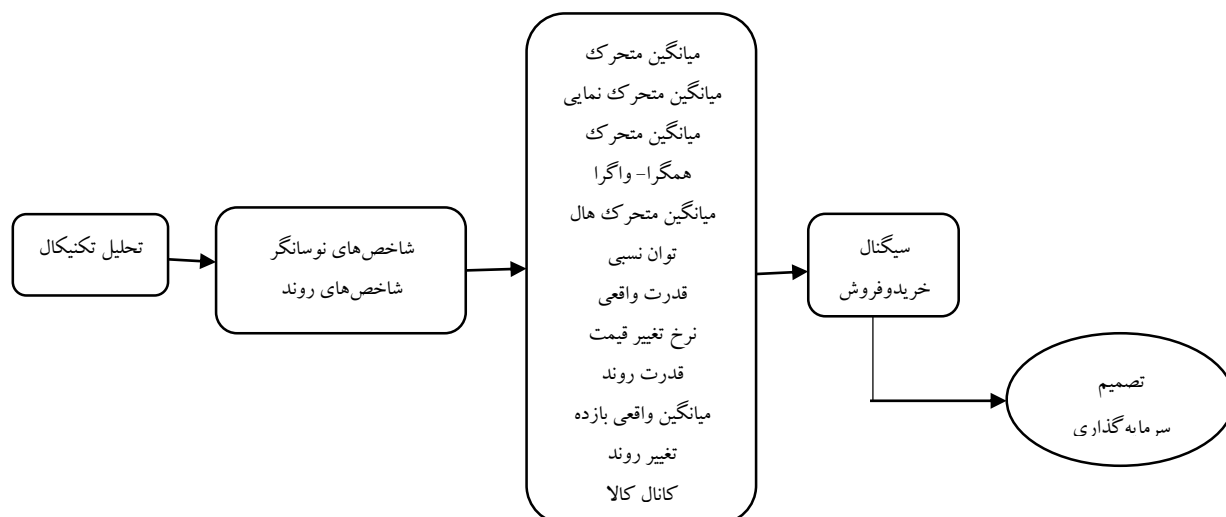 تحلیل تکنیکال
شاخص‌های نوسانگر
شاخص‌های روند
میانگین متحرک
میانگین متحرک نمایی
میانگین متحرک
همگرا– واگرا
میانگین متحرک هال
توان نسبی
قدرت واقعی
نرخ تغییر قیمت
قدرت روند
میانگین واقعی بازده
تغییر روند
کانال کالا
سیگنال
خریدوفروش
تصمیم
سرمایه‌گذاری